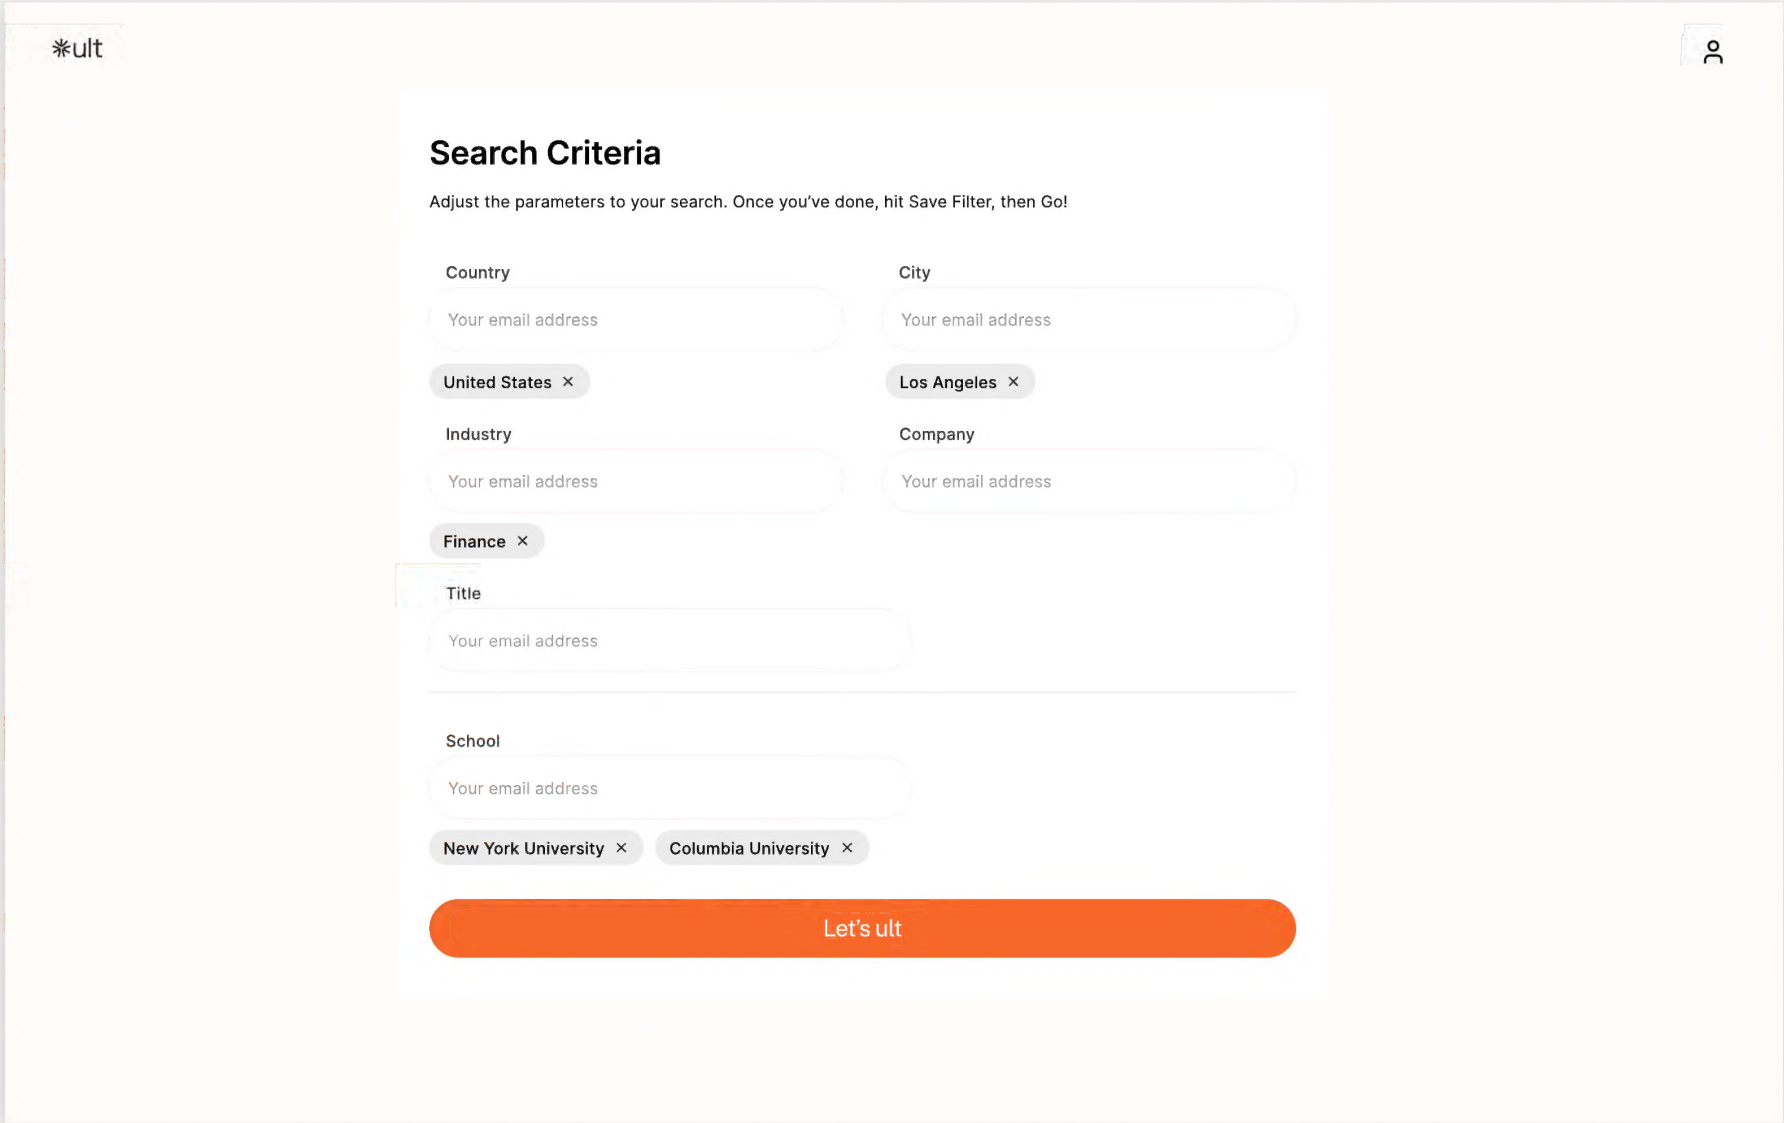 ult
Search Criteria
Adjust the parameters to your search. Once you've done, hit Save Filter, then Go!
Country
City
Your email address
Your email address
United States ×
Los Angeles ×
Industry
Company
Your email address
Your email address
Finance ×
Title
Your email address
School
Your email address
New York University × Columbia University ×
Let's ult